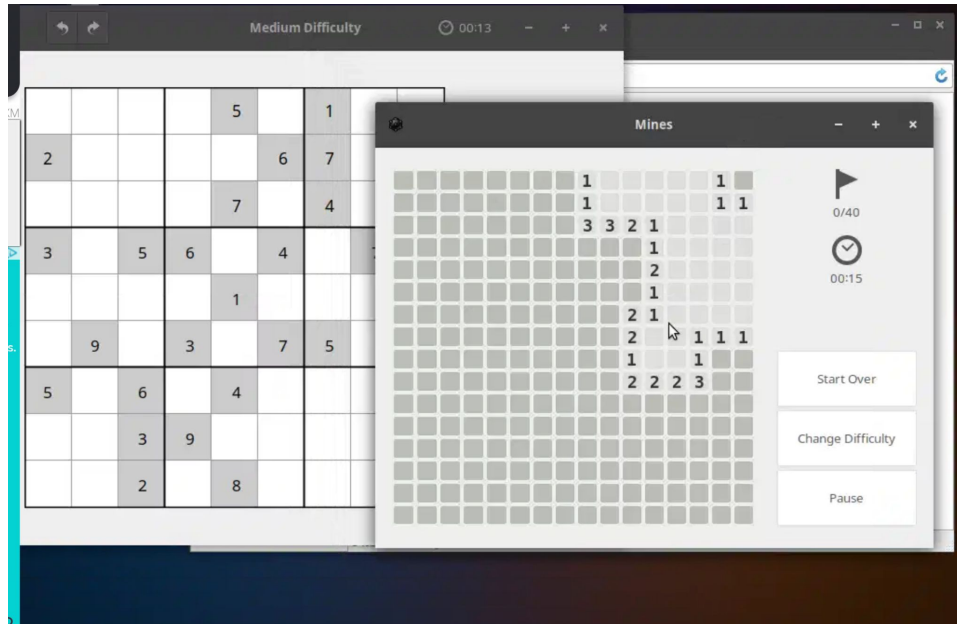 Medium Difficulty
00:13
5 1
2 6 7
7 4
3 5 6 4
1
9 3 7 5
5 6 4
3 9
2 8
Mines
1 1
1 1 1
3 3 2 1
1
2
1
2 1
2 1 1 1
1 1
2 2 2 3
0/40
00:15
Start Over
Change Difficulty
Pause